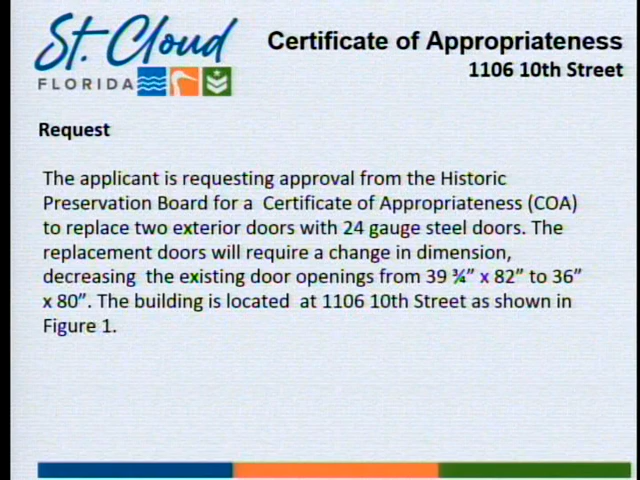 St. Cloud
FLORIDA
Certificate of Appropriateness
1106 10th Street
Request
The applicant is requesting approval from the Historic
Preservation Board for a Certificate of Appropriateness (COA)
to replace two exterior doors with 24 gauge steel doors. The
replacement doors will require a change in dimension,
decreasing the existing door openings from 39 ¾” x 82” to 36”
x 80”. The building is located at 1106 10th Street as shown in
Figure 1.